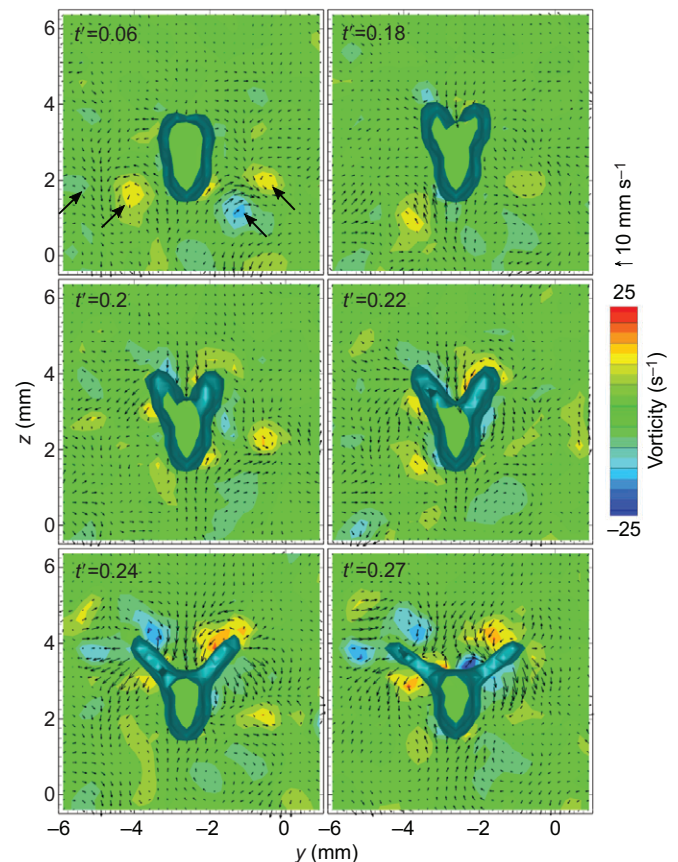 t′=0.06
t′=0.18
6
4
2
0
t′=0.2
t′=0.22
6
4
2
0
t′=0.24
t′=0.27
6
4
2
0
z (mm)
–6 –4 –2 0
–6 –4 –2 0
y (mm)
10 mm s–1
25
Vorticity (s–1)
–25